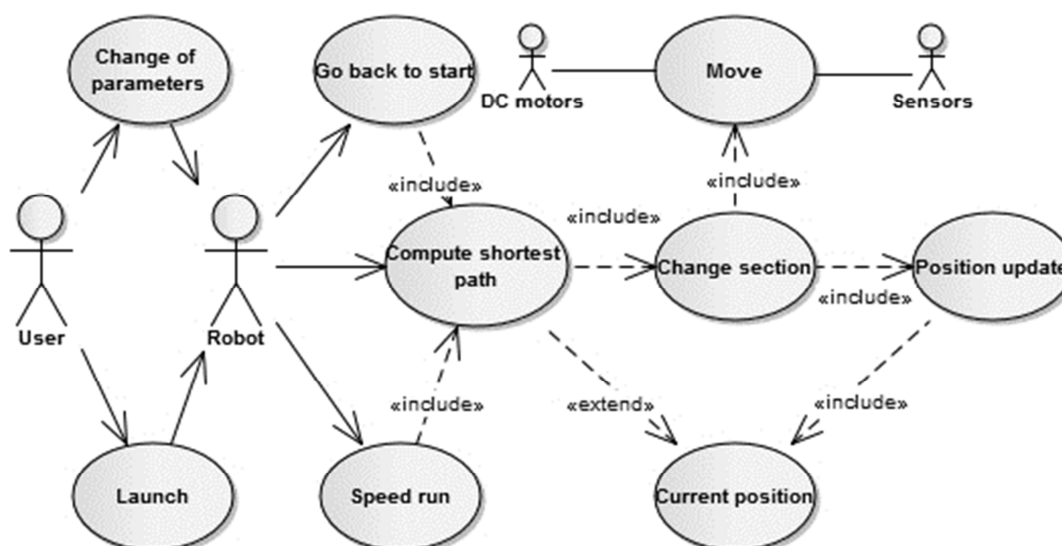 Change of
parameters
Go back to start
DC motors
Move
Sensors
«include»
«include»
«include»
User
Robot
Compute shortest
path
Change section
Position update
«include»
«include»
«extend»
«include»
Launch
Speed run
Current position